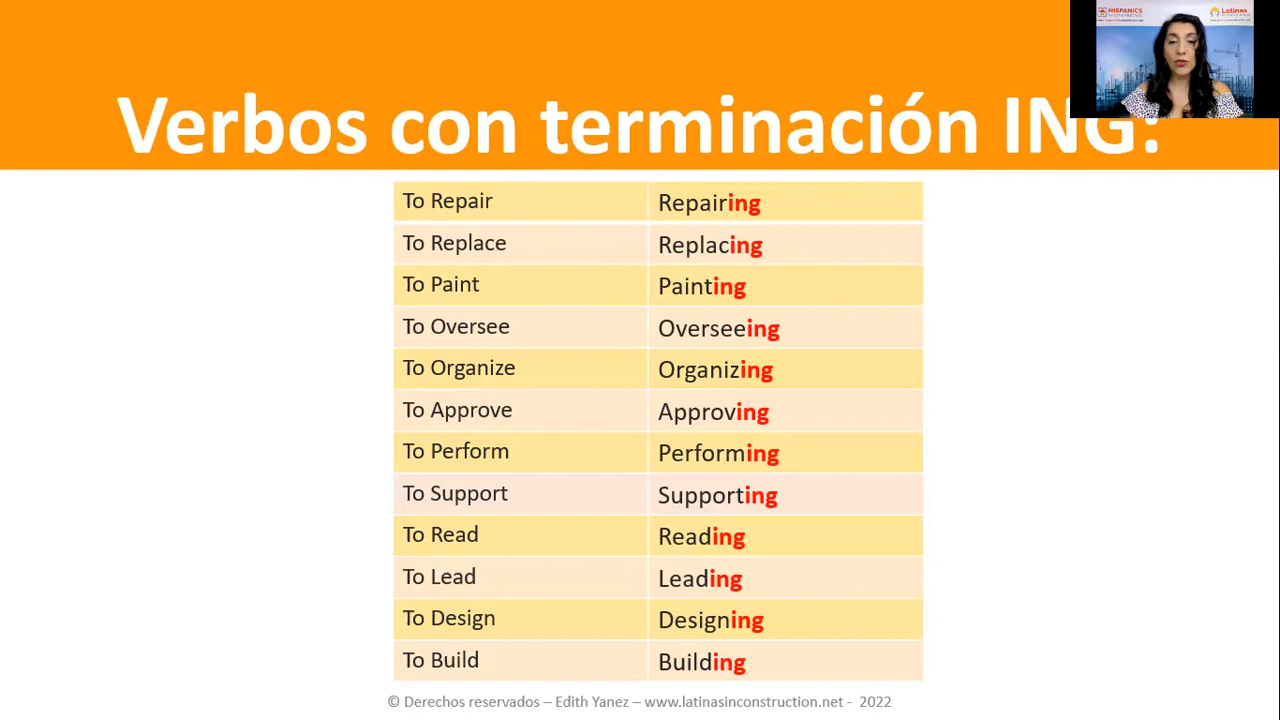 HISPANICS
Latinas
Verbos con terminación ING:
To Repair Repairing
To Replace Replacing
To Paint Painting
To Oversee Overseeing
To Organize Organizing
To Approve Approving
To Perform Performing
To Support Supporting
To Read Reading
To Lead Leading
To Design Designing
To Build Building
© Derechos reservados – Edith Yanez – www.latinasinconstruction.net - 2022